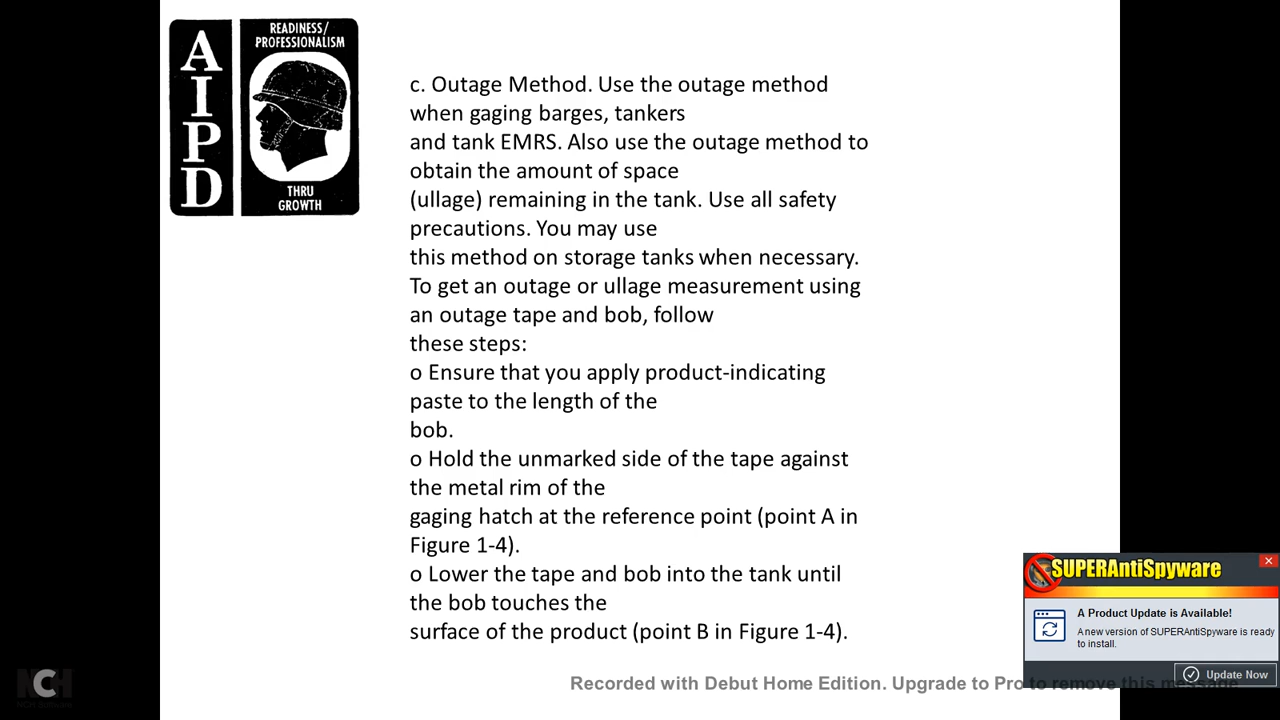 A
I
P
D
READINESS/
PROFESSIONALISM
THRU
GROWTH
c. Outage Method. Use the outage method
when gaging barges, tankers
and tank EMRS. Also use the outage method to
obtain the amount of space
(ullage) remaining in the tank. Use all safety
precautions. You may use
this method on storage tanks when necessary.
To get an outage or ullage measurement using
an outage tape and bob, follow
these steps:
o Ensure that you apply product-indicating
paste to the length of the
bob.
o Hold the unmarked side of the tape against
the metal rim of the
gaging hatch at the reference point (point A in
Figure 1-4).
o Lower the tape and bob into the tank until
the bob touches the
surface of the product (point B in Figure 1-4).
SUPERAntiSpyware
A Product Update is Available!
A new version of SUPERAntiSpyware is ready
to install.
Update Now
NCH
NCH Software
Recorded with Debut Home Edition. Upgrade to Pro to remove this message